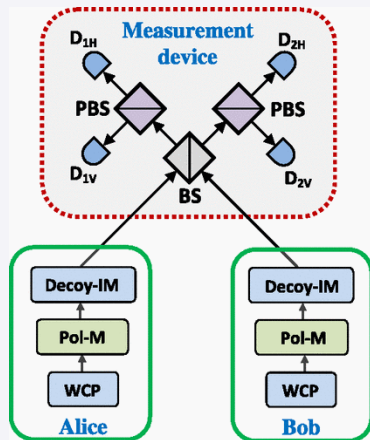 Measurement
device
D1H
D2H
PBS
PBS
D1V
D2V
BS
Decoy-IM
Decoy-IM
Pol-M
Pol-M
WCP
WCP
Alice
Bob